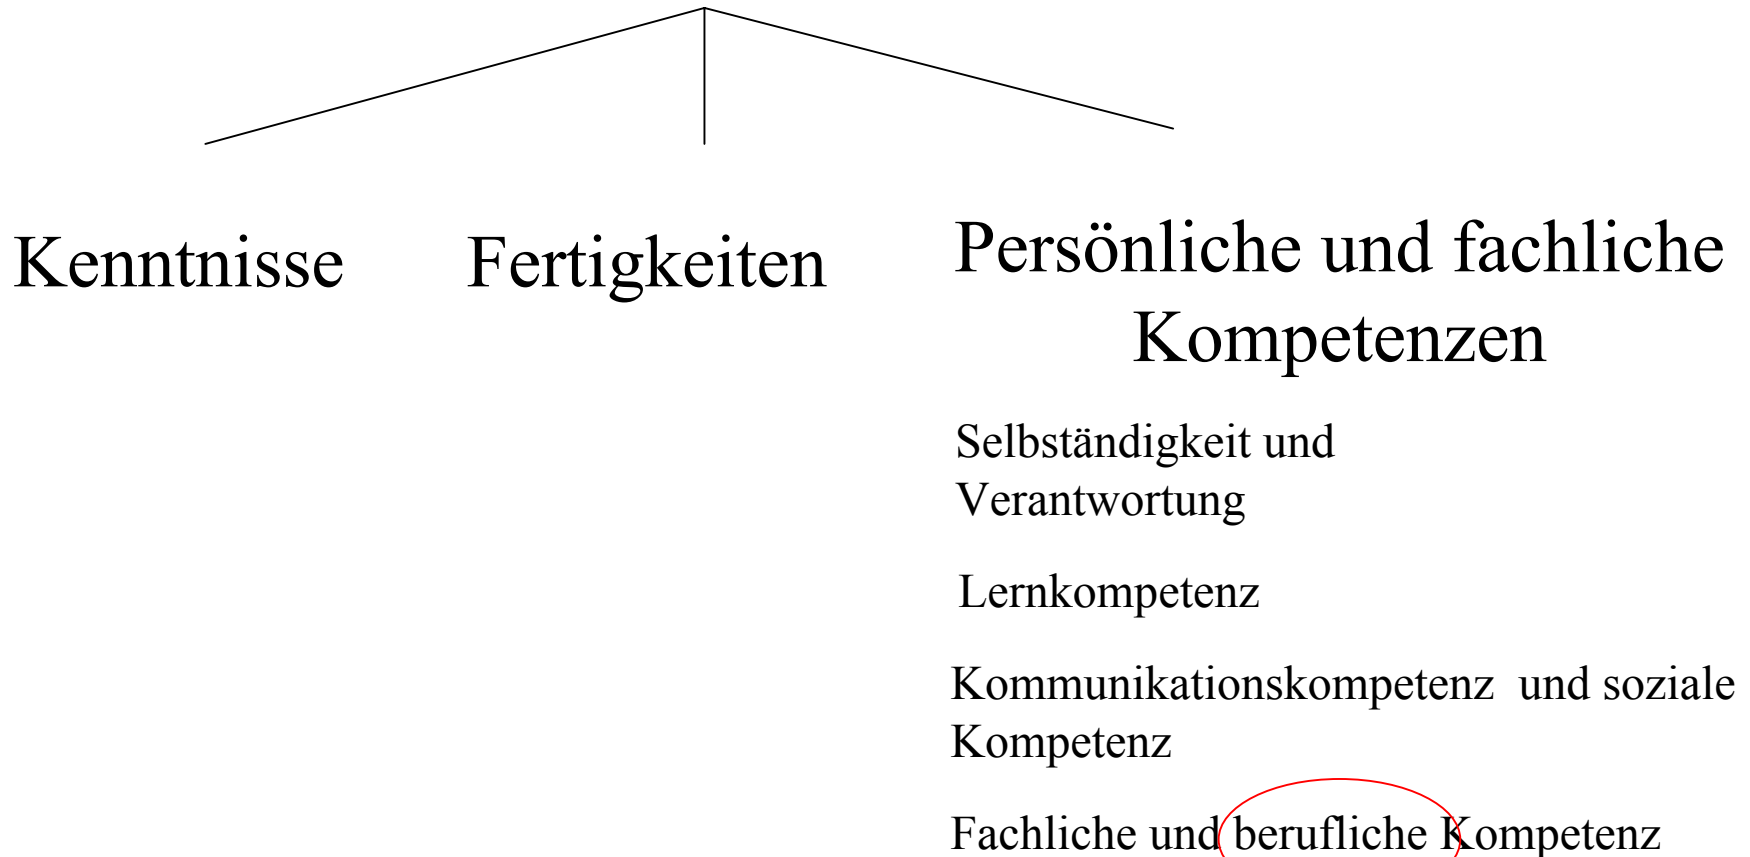 Kenntnisse
Fertigkeiten
Persönliche und fachliche
Kompetenzen
Selbständigkeit und
Verantwortung
Lernkompetenz
Kommunikationskompetenz  und soziale
Kompetenz
Fachliche und berufliche Kompetenz